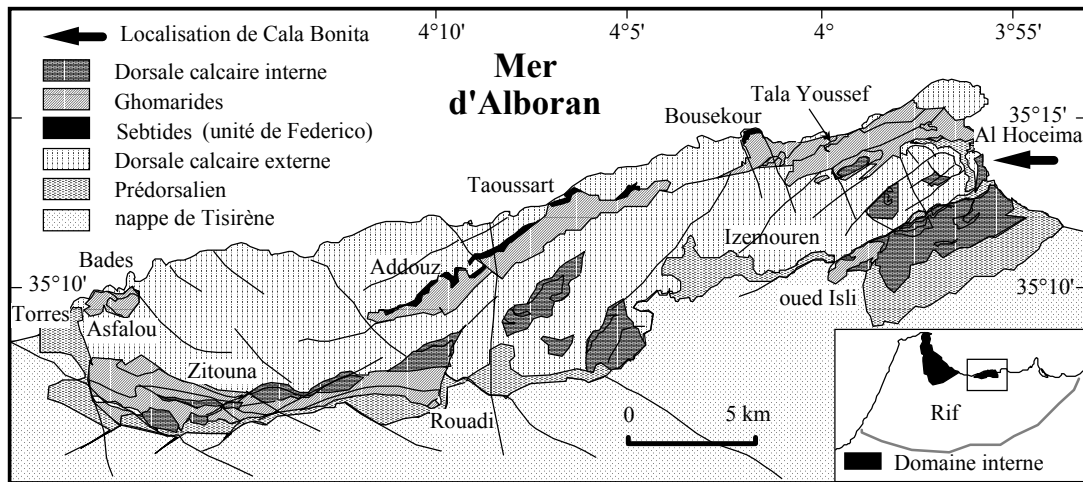 4°10'
4°5'
4°
3°55'
Localisation de Cala Bonita
Dorsale calcaire interne
Ghomarides
Sebtides (unité de Federico)
Dorsale calcaire externe
Prédorsalien
nappe de Tisirène
Mer
d'Alboran
Tala Youssef
Bousekour
35°15'
Al Hoceima
Taoussart
Izemouren
Addouz
Bades
35°10'
oued Isli
35°10'
Torres
Asfalou
Zitouna
Rouadi
0 5 km
Rif
Domaine interne